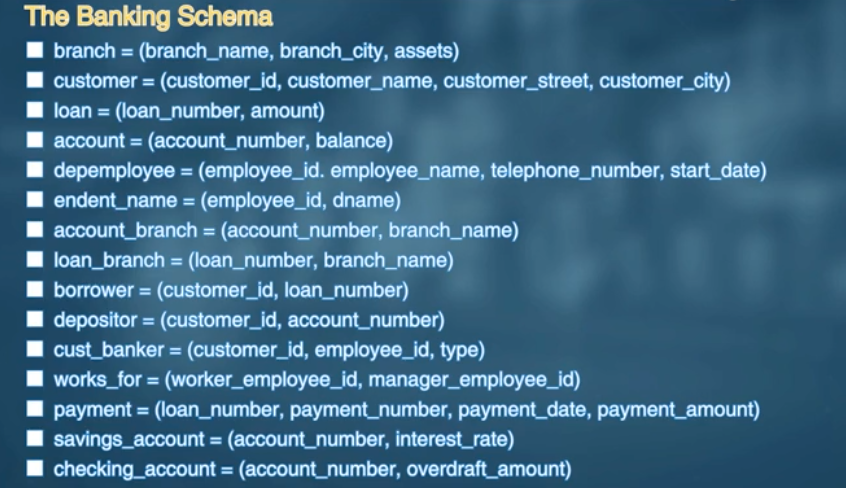 The Banking Schema
branch = (branch_name, branch_city, assets)
customer = (customer_id, customer_name, customer_street, customer_city)
loan = (loan_number, amount)
account = (account_number, balance)
depemployee = (employee_id. employee_name, telephone_number, start_date)
endent_name = (employee_id, dname)
account_branch = (account_number, branch_name)
loan_branch = (loan_number, branch_name)
borrower = (customer_id, loan_number)
depositor = (customer_id, account_number)
cust_banker = (customer_id, employee_id, type)
works_for = (worker_employee_id, manager_employee_id)
payment = (loan_number, payment_number, payment_date, payment_amount)
savings_account = (account_number, interest_rate)
checking_account = (account_number, overdraft_amount)